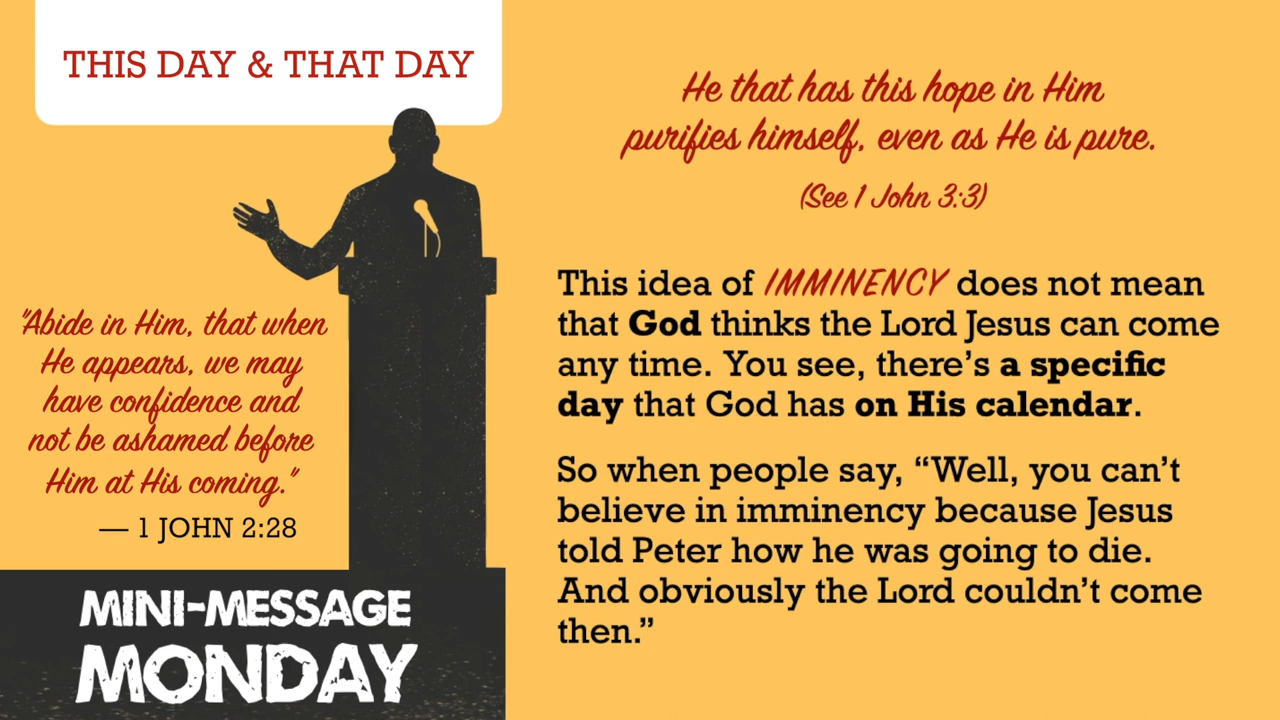 THIS DAY & THAT DAY
"Abide in Him, that when
He appears, we may
have confidence and
not be ashamed before
Him at His coming."
— 1 JOHN 2:28
MINI-MESSAGE
MONDAY
He that has this hope in Him
purifies himself, even as He is pure.
(See 1 John 3:3)
This idea of IMMINENCY does not mean
that God thinks the Lord Jesus can come
any time. You see, there’s a specific
day that God has on His calendar.
So when people say, “Well, you can’t
believe in imminency because Jesus
told Peter how he was going to die.
And obviously the Lord couldn’t come
then.”